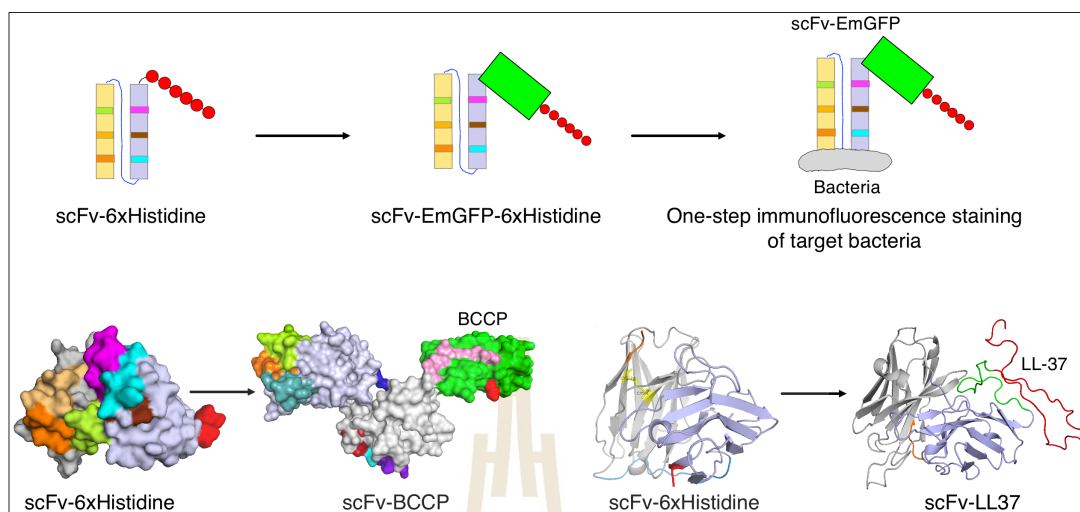 scFv-EmGFP
Bacteria
scFv-6xHistidine
scFv-EmGFP-6xHistidine
One-step immunofluorescence staining
of target bacteria
BCCP
LL-37
scFv-6xHistidine
scFv-BCCP
scFv-6xHistidine
scFv-LL37